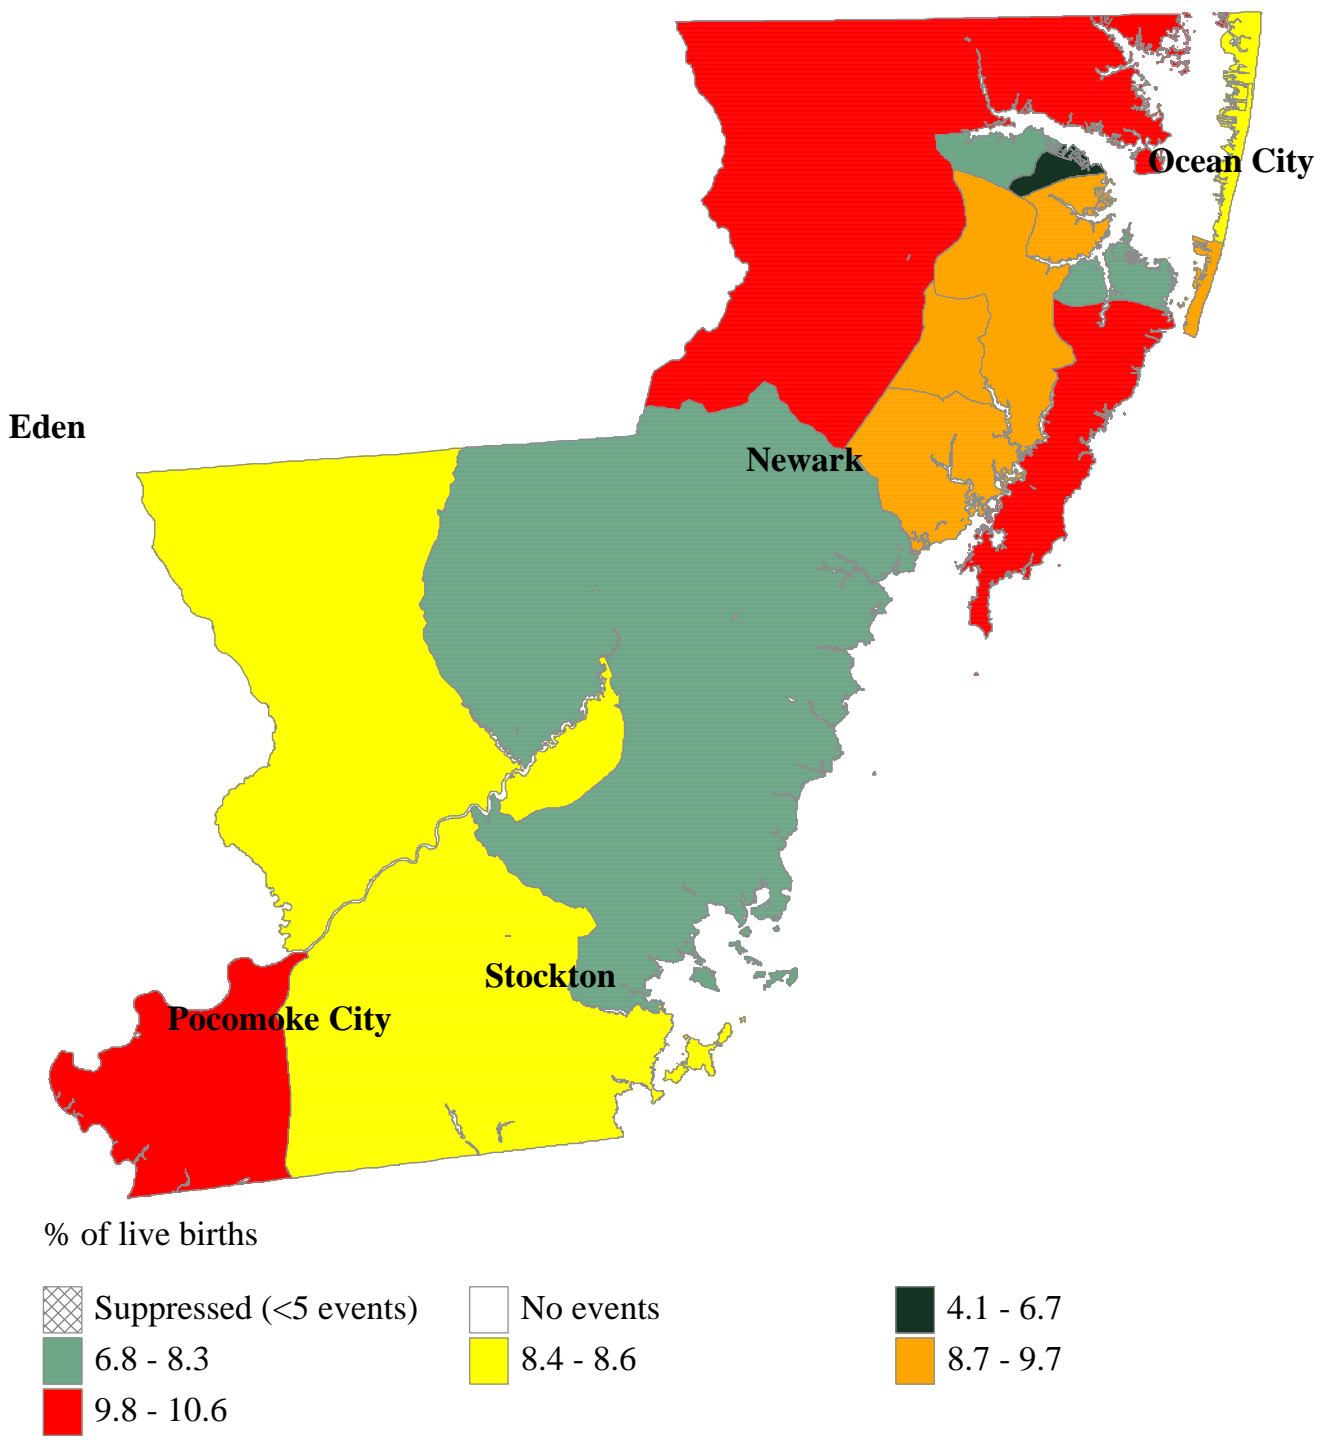 Ocean City
Eden
Newark
Stockton
Pocomoke City
% of live births
Suppressed (<5 events)
No events
4.1 - 6.7
6.8 - 8.3
8.4 - 8.6
8.7 - 9.7
9.8 - 10.6